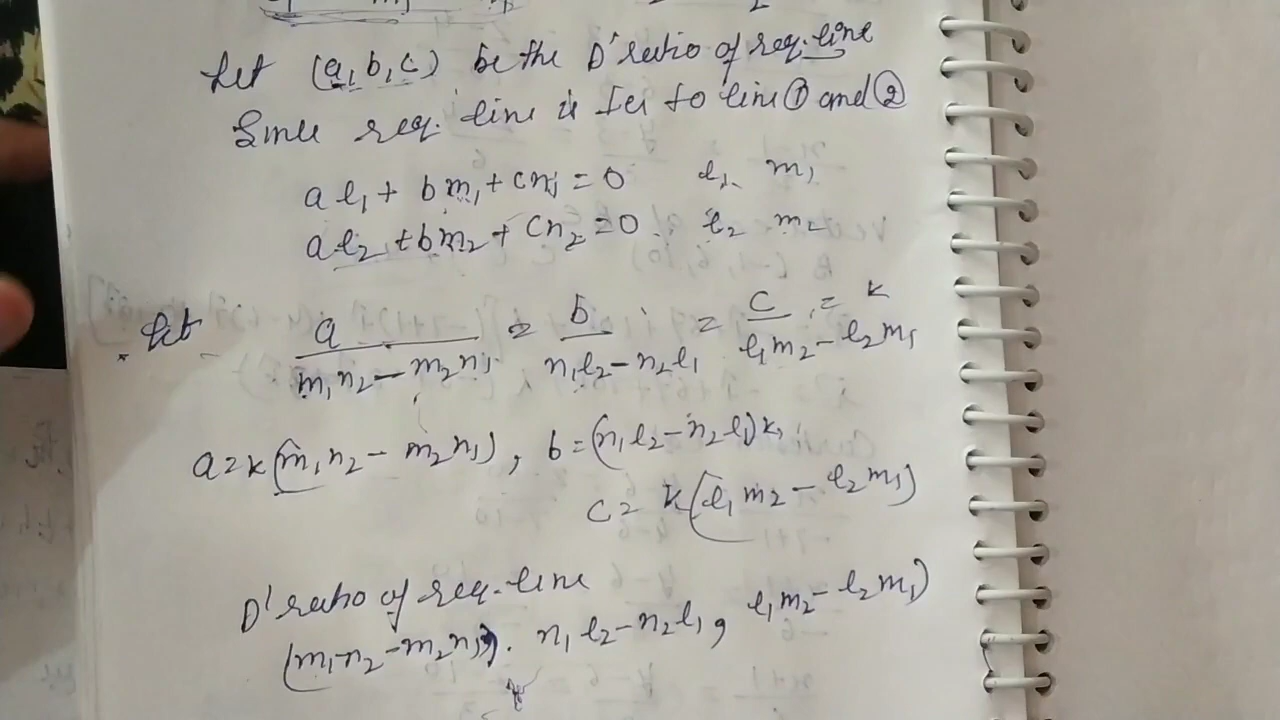 Let (a, b, c) be the D'ratio of req. line
Since req. line is ⊥er to line ① and ②
a l₁ + b m₁ + c n₁ = 0 l₁ m₁
a l₂ + b m₂ + c n₂ = 0 l₂ m₂
Let a/(m₁n₂ - m₂n₁) = b/(n₁l₂ - n₂l₁) = c/(l₁m₂ - l₂m₁) = k
a = k(m₁n₂ - m₂n₁), b = (n₁l₂ - n₂l₁)k,
c = k(l₁m₂ - l₂m₁)
D'ratio of req. line
(m₁n₂ - m₂n₁), n₁l₂ - n₂l₁, l₁m₂ - l₂m₁)